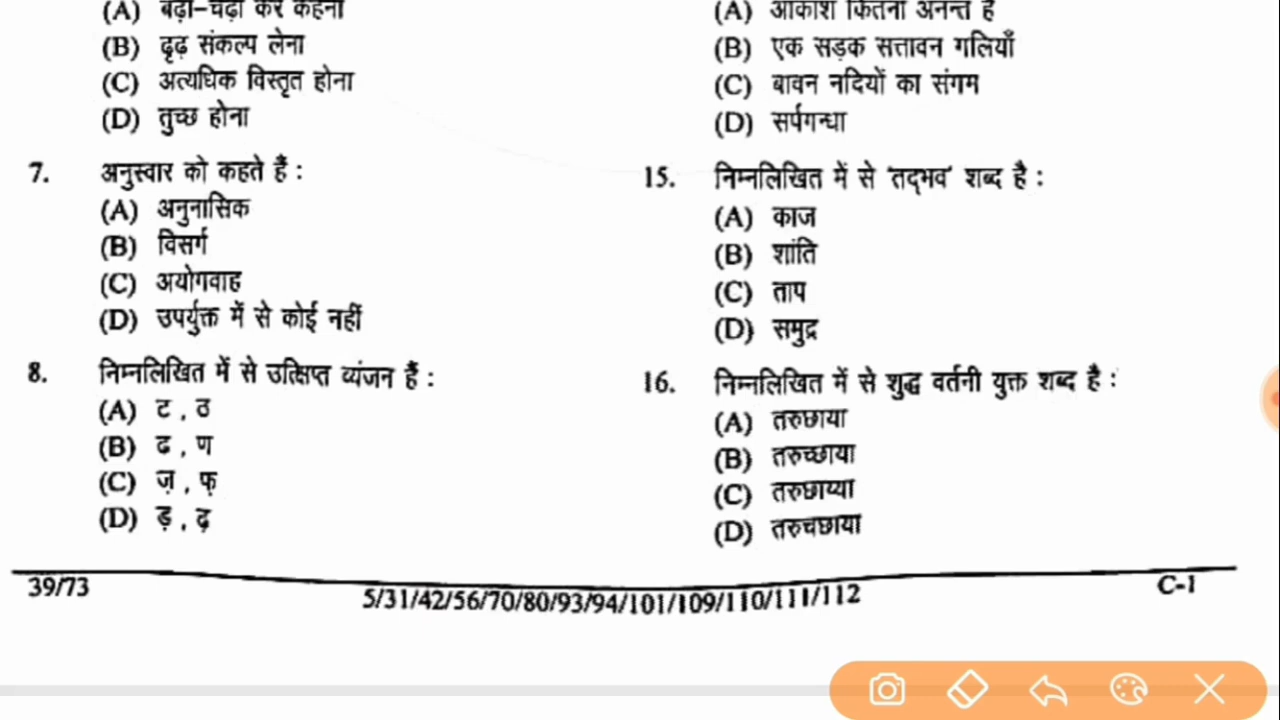 (A) बढ़ा-चढ़ा कर कहना
(B) दृढ़ संकल्प लेना
(C) अत्यधिक विस्तृत होना
(D) तुच्छ होना
7. अनुस्वार को कहते हैं :
(A) अनुनासिक
(B) विसर्ग
(C) अयोगवाह
(D) उपर्युक्त में से कोई नहीं
8. निम्नलिखित में से उत्क्षिप्त व्यंजन हैं :
(A) ट , ठ
(B) ढ , ण
(C) ज़ , फ़
(D) ड़ , ढ़
(A) आकाश कितना अनन्त है
(B) एक सड़क सत्तावन गलियाँ
(C) बावन नदियों का संगम
(D) सर्पगन्धा
15. निम्नलिखित में से 'तद्भव' शब्द है :
(A) काज
(B) शांति
(C) ताप
(D) समुद्र
16. निम्नलिखित में से शुद्ध वर्तनी युक्त शब्द है :
(A) तरुछाया
(B) तरुच्छाया
(C) तरुछाय्या
(D) तरुचछाया
39/73
5/31/42/56/70/80/93/94/101/109/110/111/112
C-1